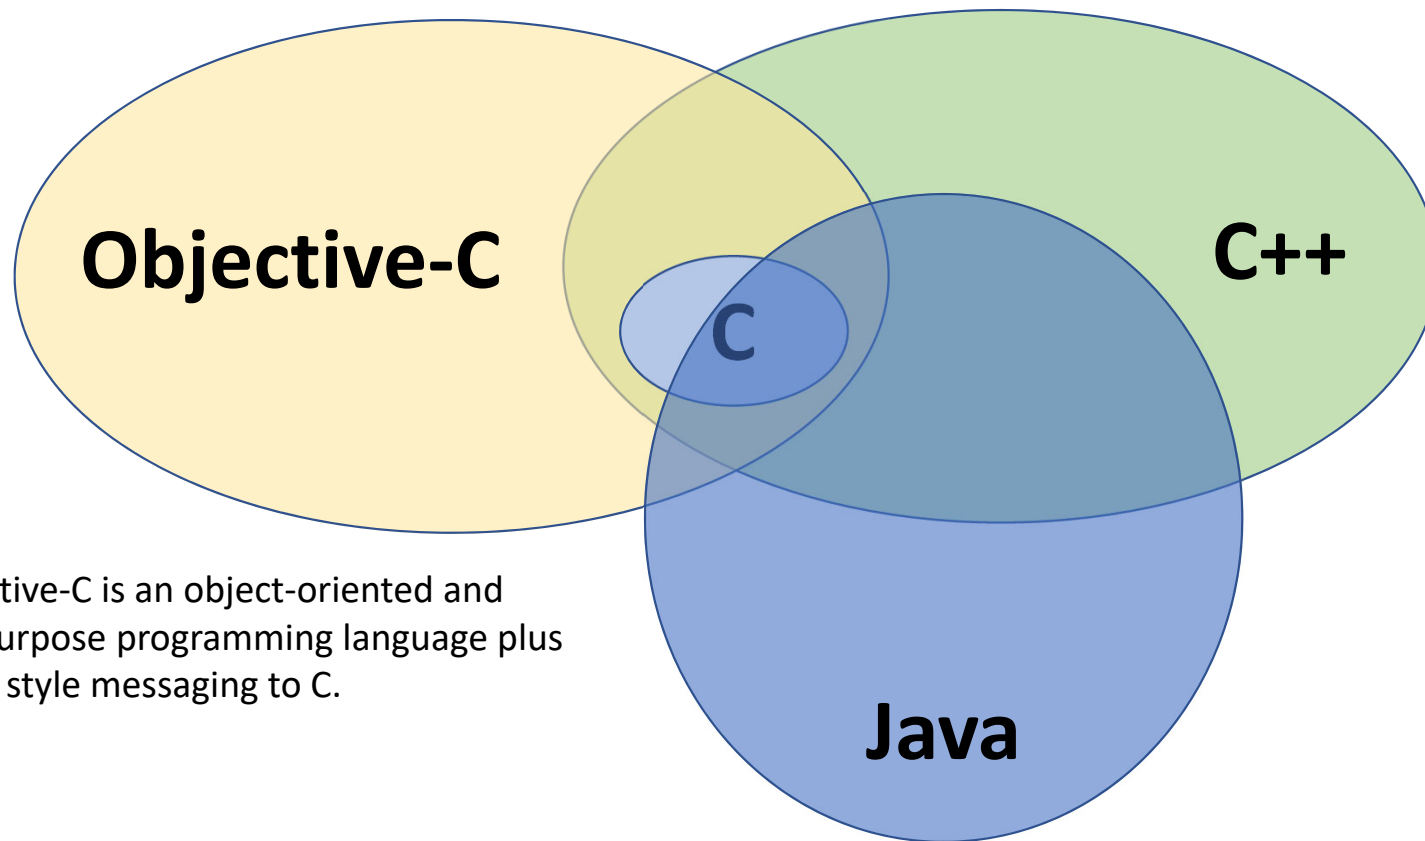 Objective-C
C++
C
tive-C is an object-oriented and
urpose programming language plus
style messaging to C.
Java